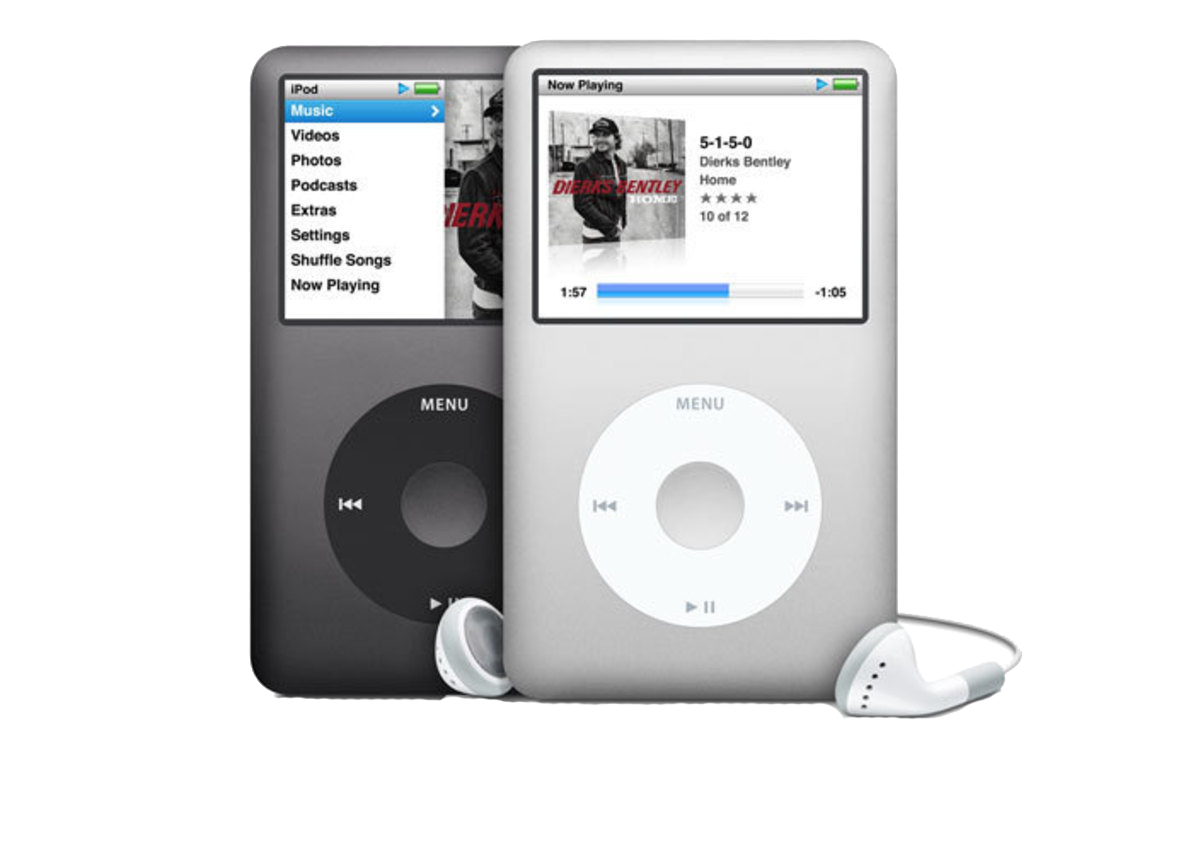 iPod
Music
Videos
Photos
Podcasts
Extras
Settings
Shuffle Songs
Now Playing
MENU
Now Playing
DIERKS BENTLEY
HOME
5-1-5-0
Dierks Bentley
Home
10 of 12
1:57
-1:05
MENU